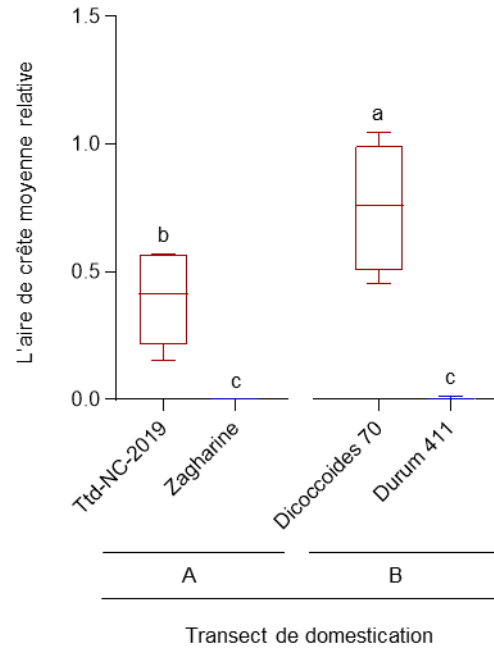 L'aire de crête moyenne relative
1.5
1.0
0.5
0.0
b
c
a
c
Ttd-NC-2019
Zagharine
Dicoccoides 70
Durum 411
A
B
Transect de domestication